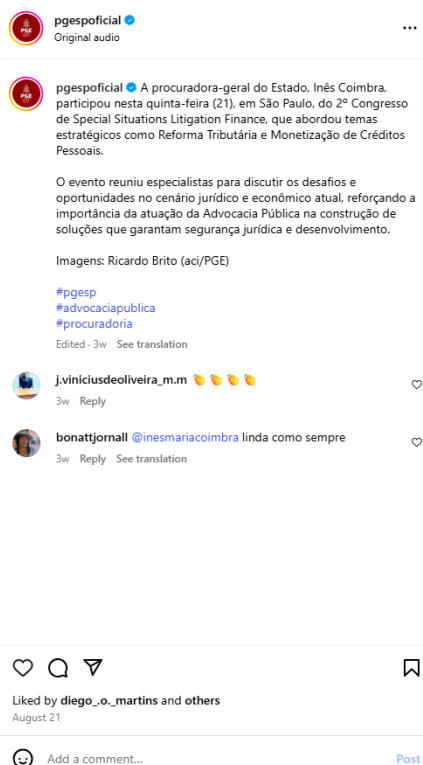 pgespoficial
Original audio
PGE
PGE
pgespoficial A procuradora-geral do Estado, Inês Coimbra,
participou nesta quinta-feira (21), em São Paulo, do 2º Congresso
de Special Situations Litigation Finance, que abordou temas
estratégicos como Reforma Tributária e Monetização de Créditos
Pessoais.
O evento reuniu especialistas para discutir os desafios e
oportunidades no cenário jurídico e econômico atual, reforçando a
importância da atuação da Advocacia Pública na construção de
soluções que garantam segurança jurídica e desenvolvimento.
Imagens: Ricardo Brito (aci/PGE)
#pgesp
#advocaciapublica
#procuradoria
Edited · 3w See translation
j.viniciusdeoliveira_m.m 👏 👏 👏 👏
3w Reply
bonattjornall @inesmariacoimbra linda como sempre
3w Reply See translation
Liked by diego_.o._martins and others
August 21
Add a comment...
Post